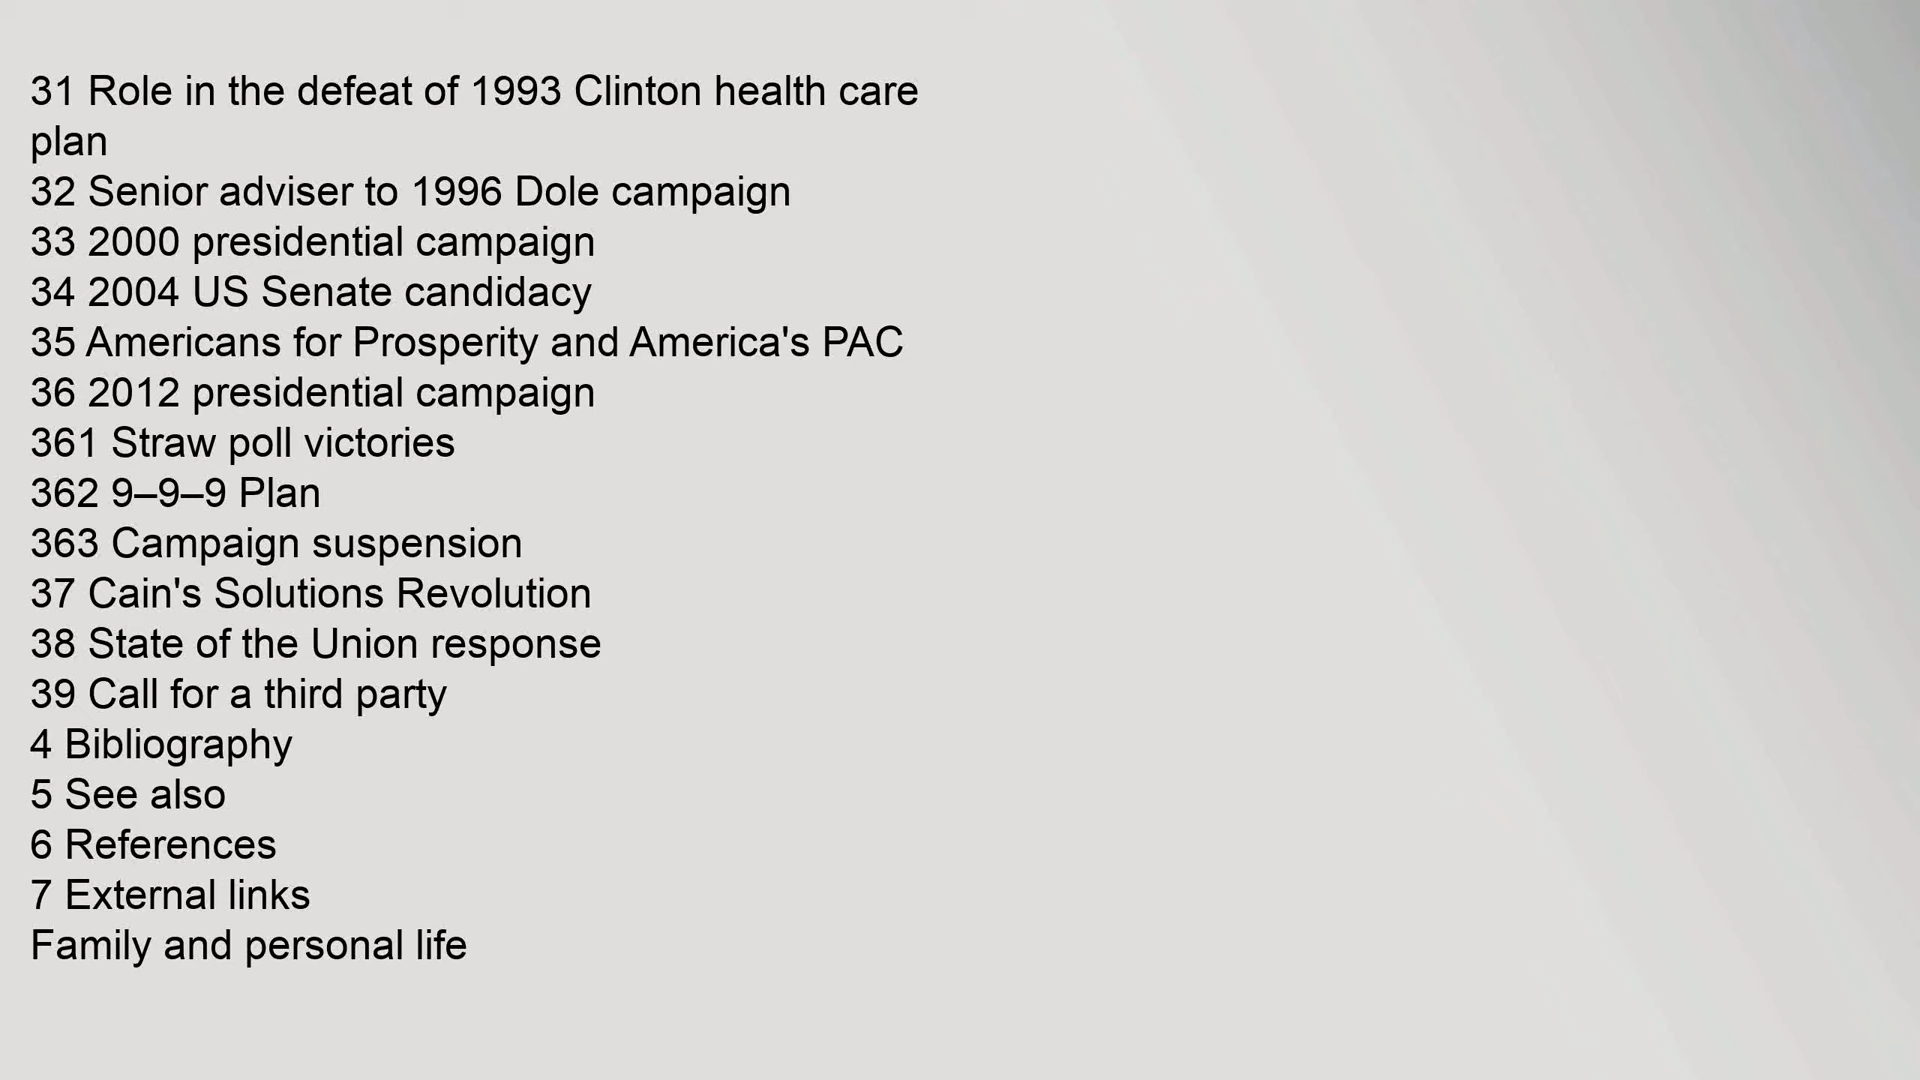 31 Role in the defeat of 1993 Clinton health care
plan
32 Senior adviser to 1996 Dole campaign
33 2000 presidential campaign
34 2004 US Senate candidacy
35 Americans for Prosperity and America's PAC
36 2012 presidential campaign
361 Straw poll victories
362 9–9–9 Plan
363 Campaign suspension
37 Cain's Solutions Revolution
38 State of the Union response
39 Call for a third party
4 Bibliography
5 See also
6 References
7 External links
Family and personal life